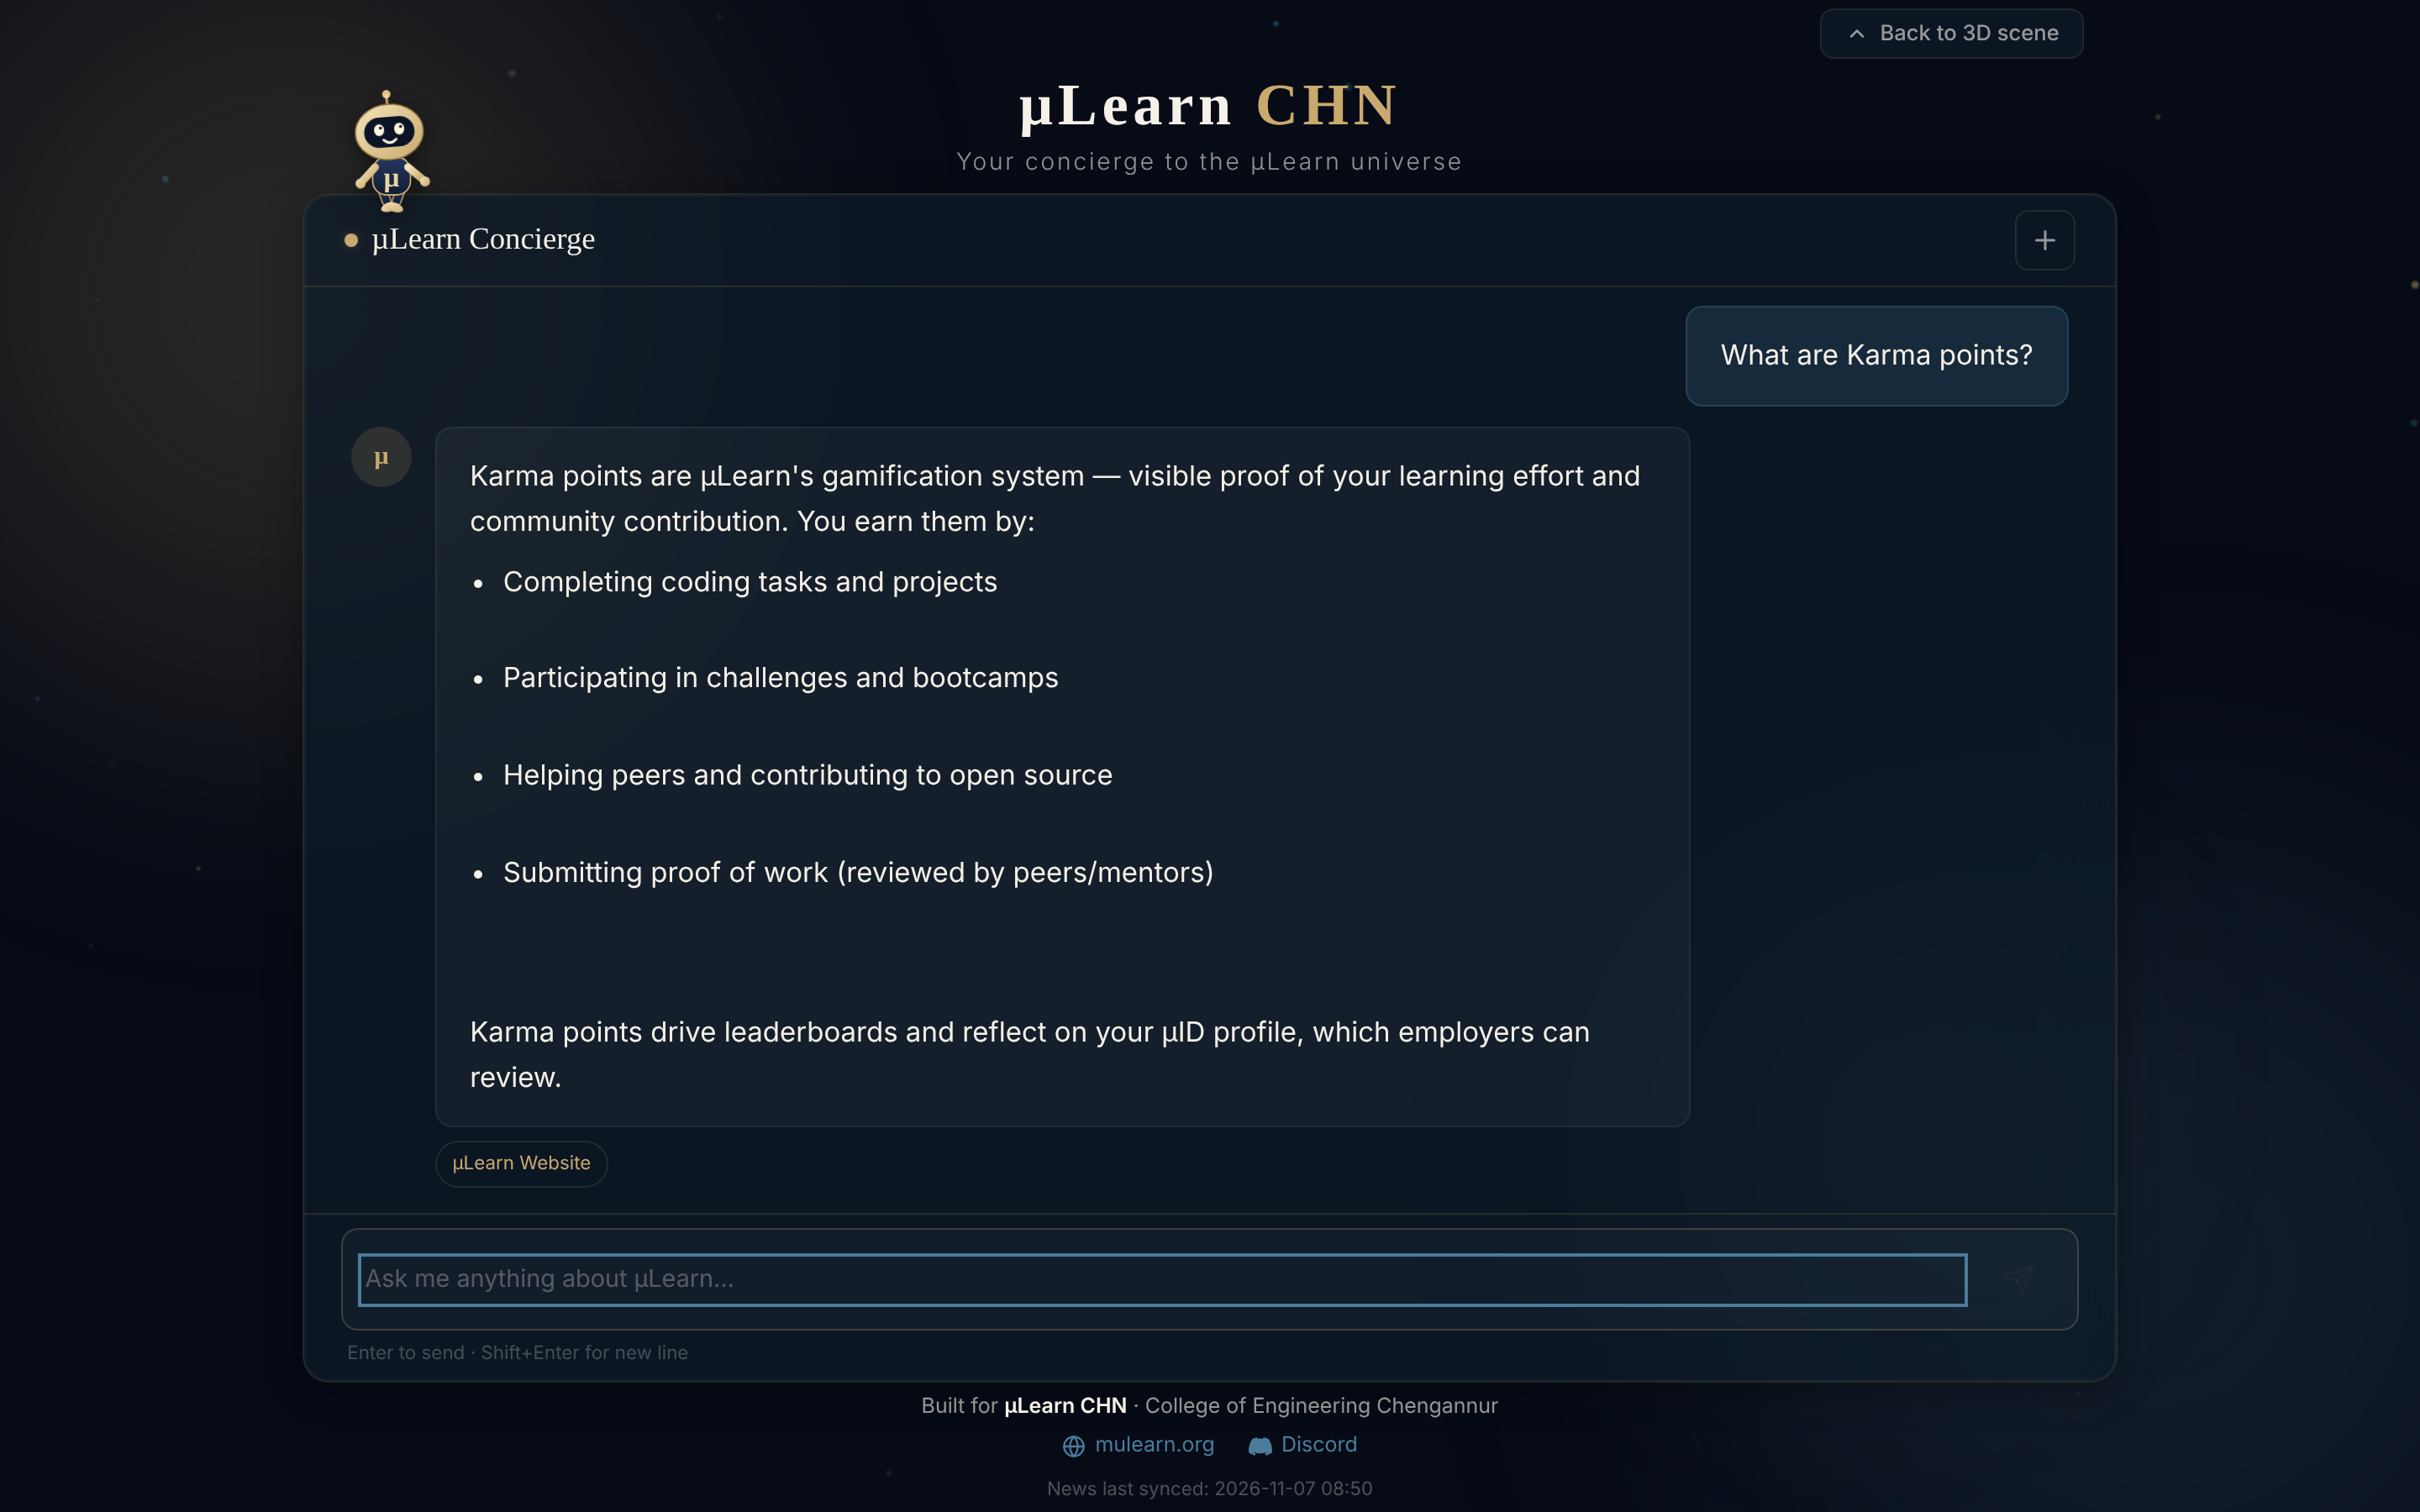 Back to 3D scene
µLearn CHN
Your concierge to the µLearn universe
µ
µLearn Concierge
What are Karma points?
µ
Karma points are µLearn's gamification system — visible proof of your learning effort and
community contribution. You earn them by:
• Completing coding tasks and projects
• Participating in challenges and bootcamps
• Helping peers and contributing to open source
• Submitting proof of work (reviewed by peers/mentors)
Karma points drive leaderboards and reflect on your µID profile, which employers can
review.
µLearn Website
Ask me anything about µLearn...
Enter to send · Shift+Enter for new line
Built for µLearn CHN · College of Engineering Chengannur
mulearn.org Discord
News last synced: 2026-11-07 08:50